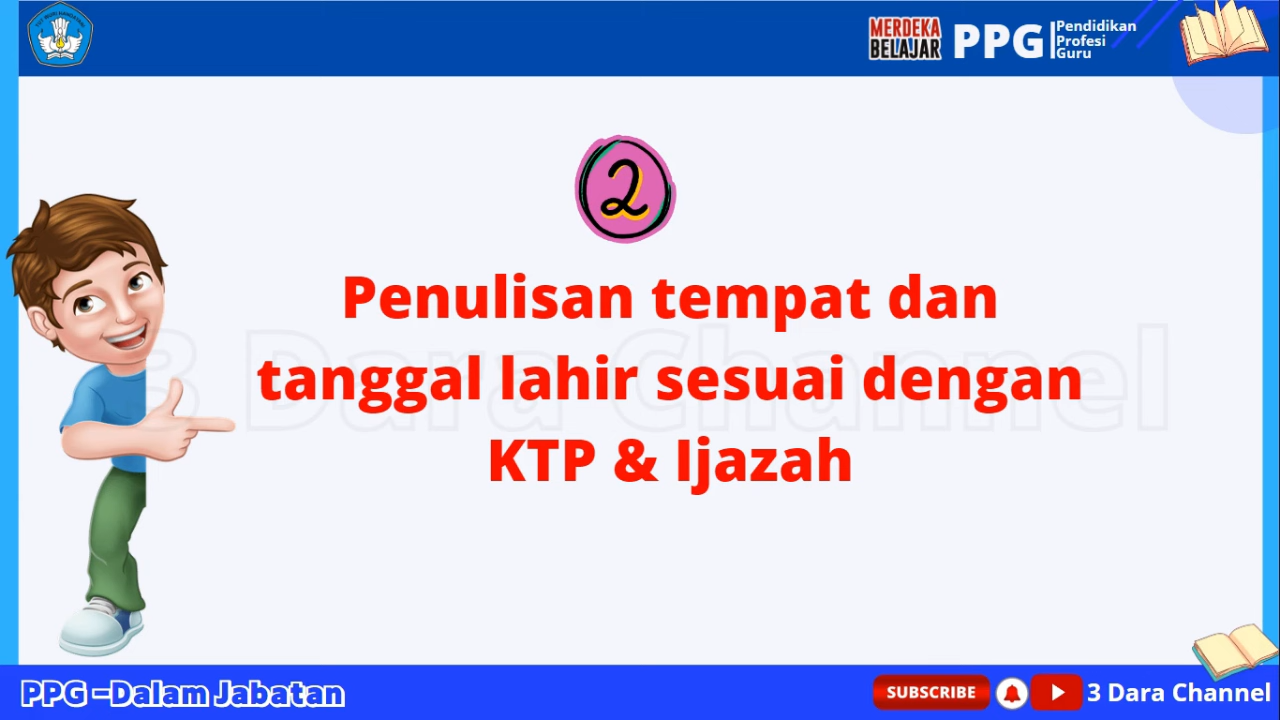 MERDEKA
BELAJAR
PPG
Pendidikan
Profesi
Guru
2
Penulisan tempat dan
tanggal lahir sesuai dengan
KTP & Ijazah
3 Dara Channel
PPG –Dalam Jabatan
SUBSCRIBE
3 Dara Channel